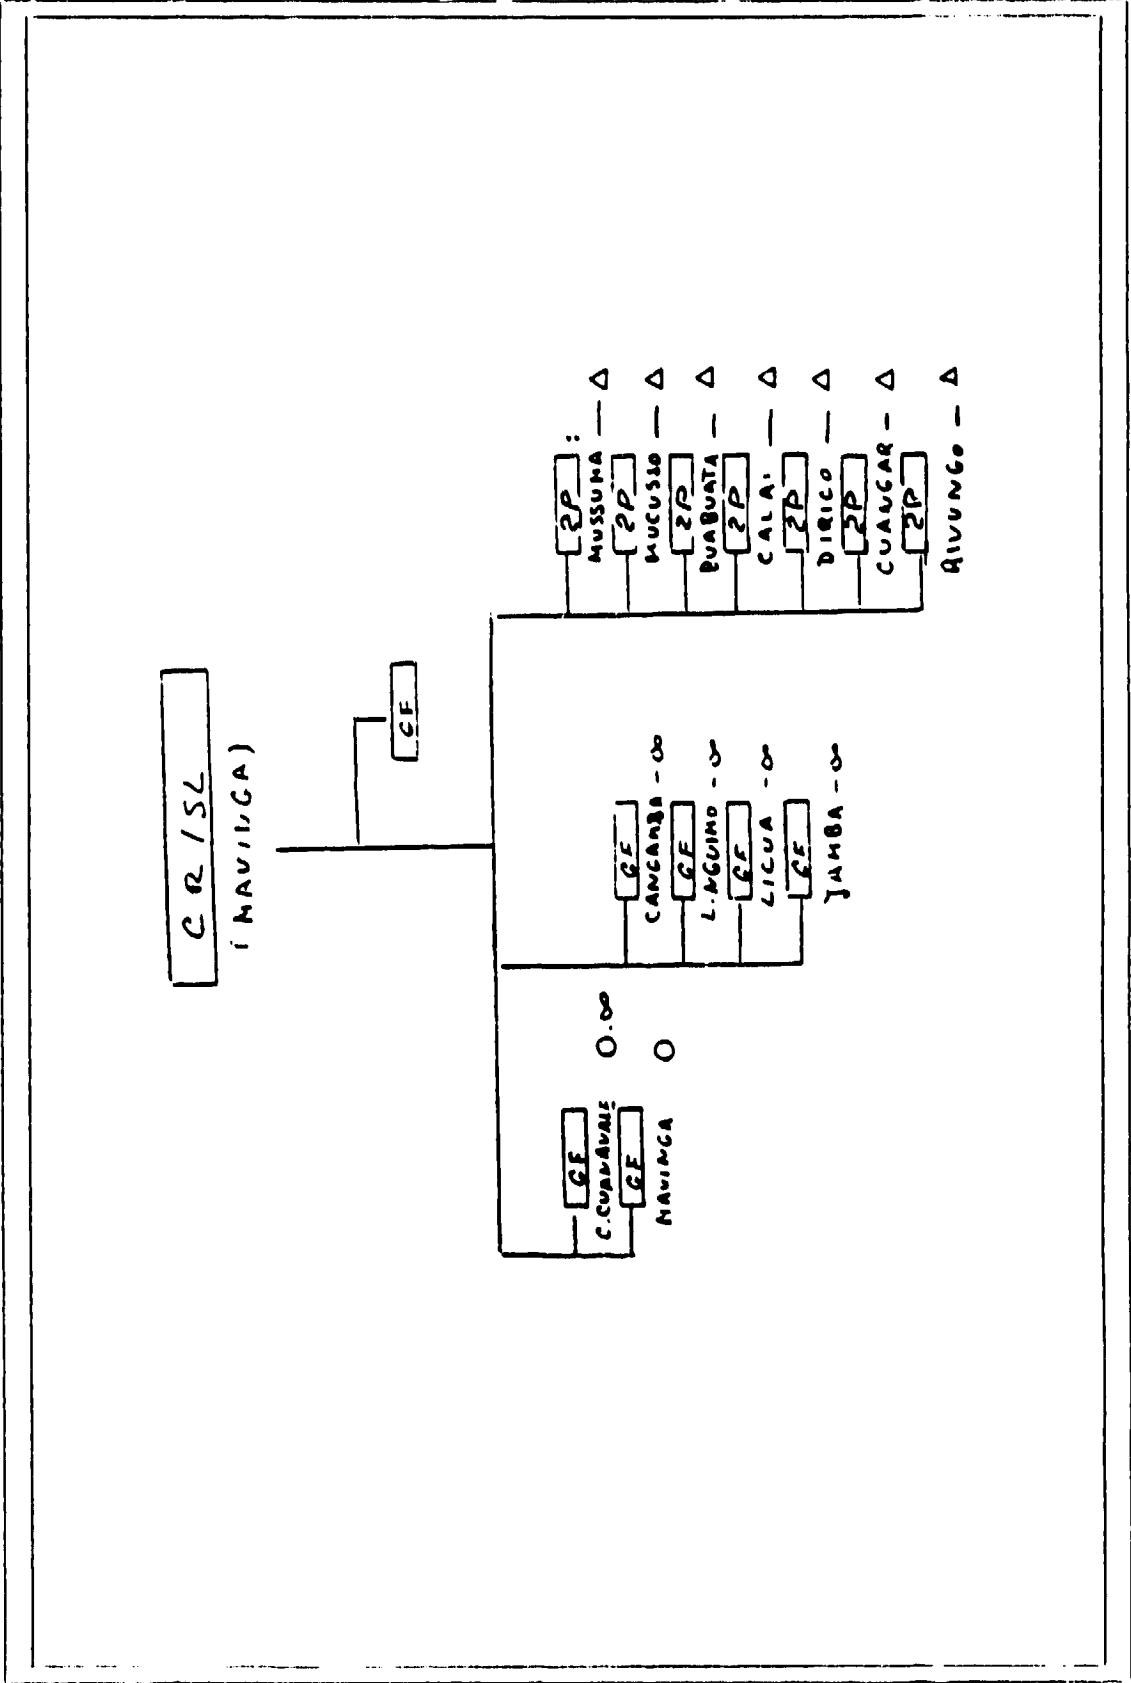 CR/SL
(MAVINGA)
GF
GF
C.CUANAVALE O.∞
GF
MAVINGA O
GF
CANGAMBA - ∞
GF
L.NGUIMO - ∞
GF
LICUA - ∞
GF
JAMBA - ∞
2P :
MUSSUMA — Δ
2P
MUCUSSO — Δ
2P
BUABUATA — Δ
2P
CALAI — Δ
2P
DIRICO — Δ
2P
CUANGAR — Δ
2P
RIVUNGO — Δ